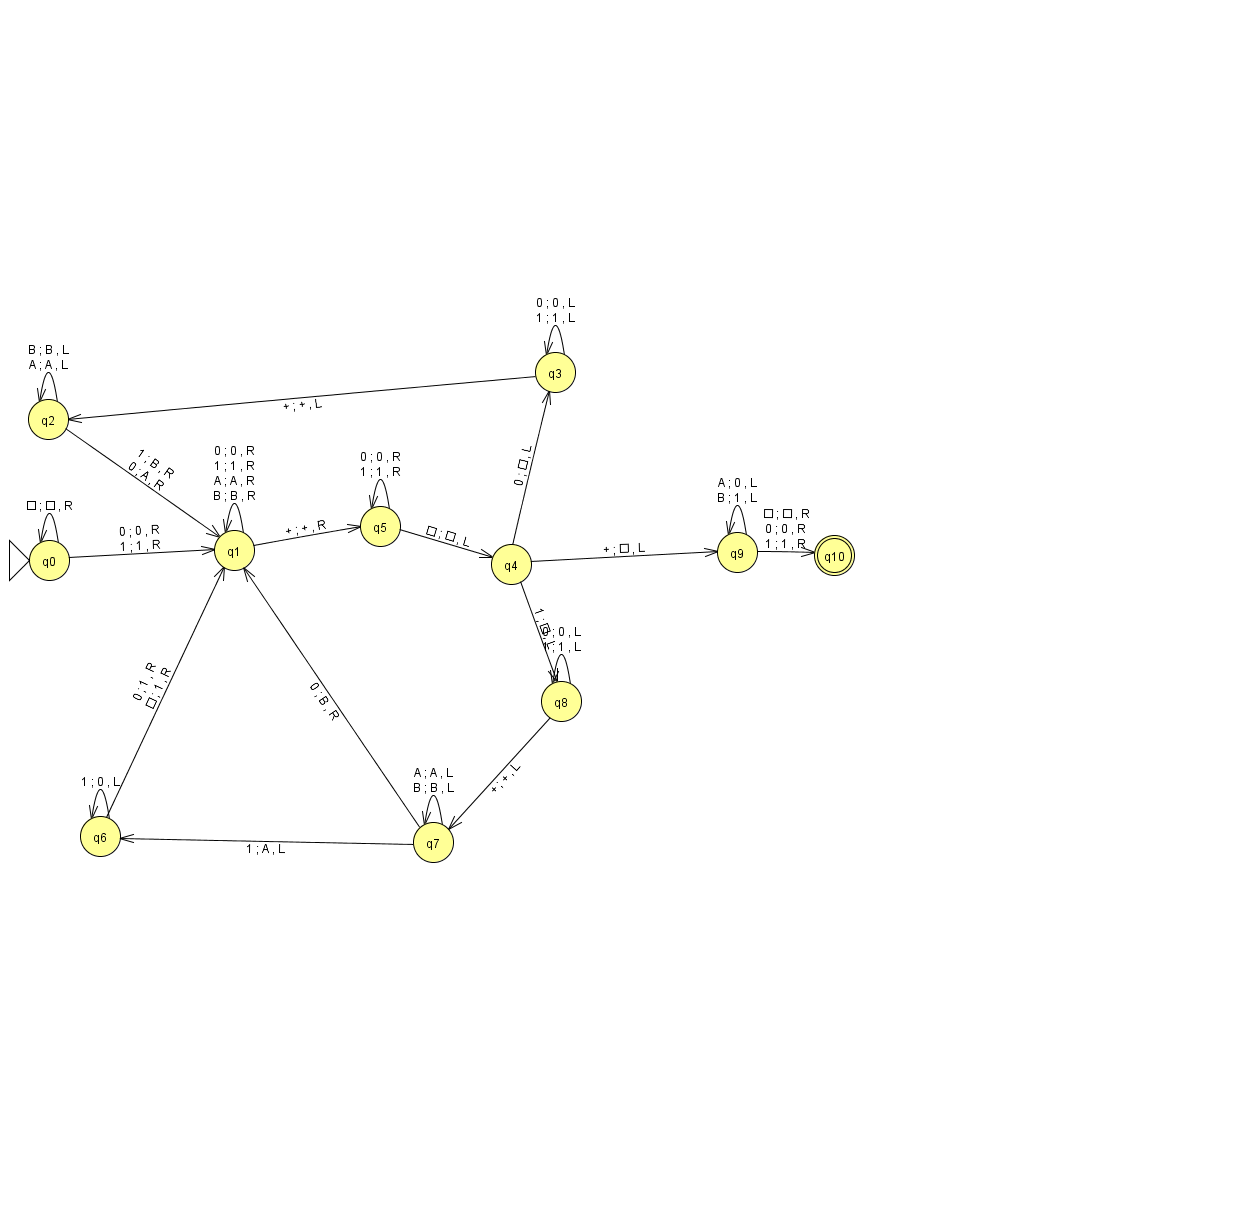 0 ; 0 , L
1 ; 1 , L
q3
B ; B , L
A ; A , L
q2
+ ; + , L
1 ; B , R
0 ; A , R
0 ; 0 , R
1 ; 1 , R
A ; A , R
B ; B , R
q1
0 ; 0 , R
1 ; 1 , R
q5
0 ; □ , L
□ ; □ , R
q0
0 ; 0 , R
1 ; 1 , R
+ ; + , R
□ ; □ , L
q4
+ ; □ , L
A ; 0 , L
B ; 1 , L
q9
□ ; □ , R
0 ; 0 , R
1 ; 1 , R
q10
1 ; □ , L
0 ; 0 , L
1 ; 1 , L
q8
0 ; 1 , R
□ ; 1 , R
0 ; B , R
+ ; + , L
1 ; 0 , L
q6
A ; A , L
B ; B , L
q7
1 ; A , L